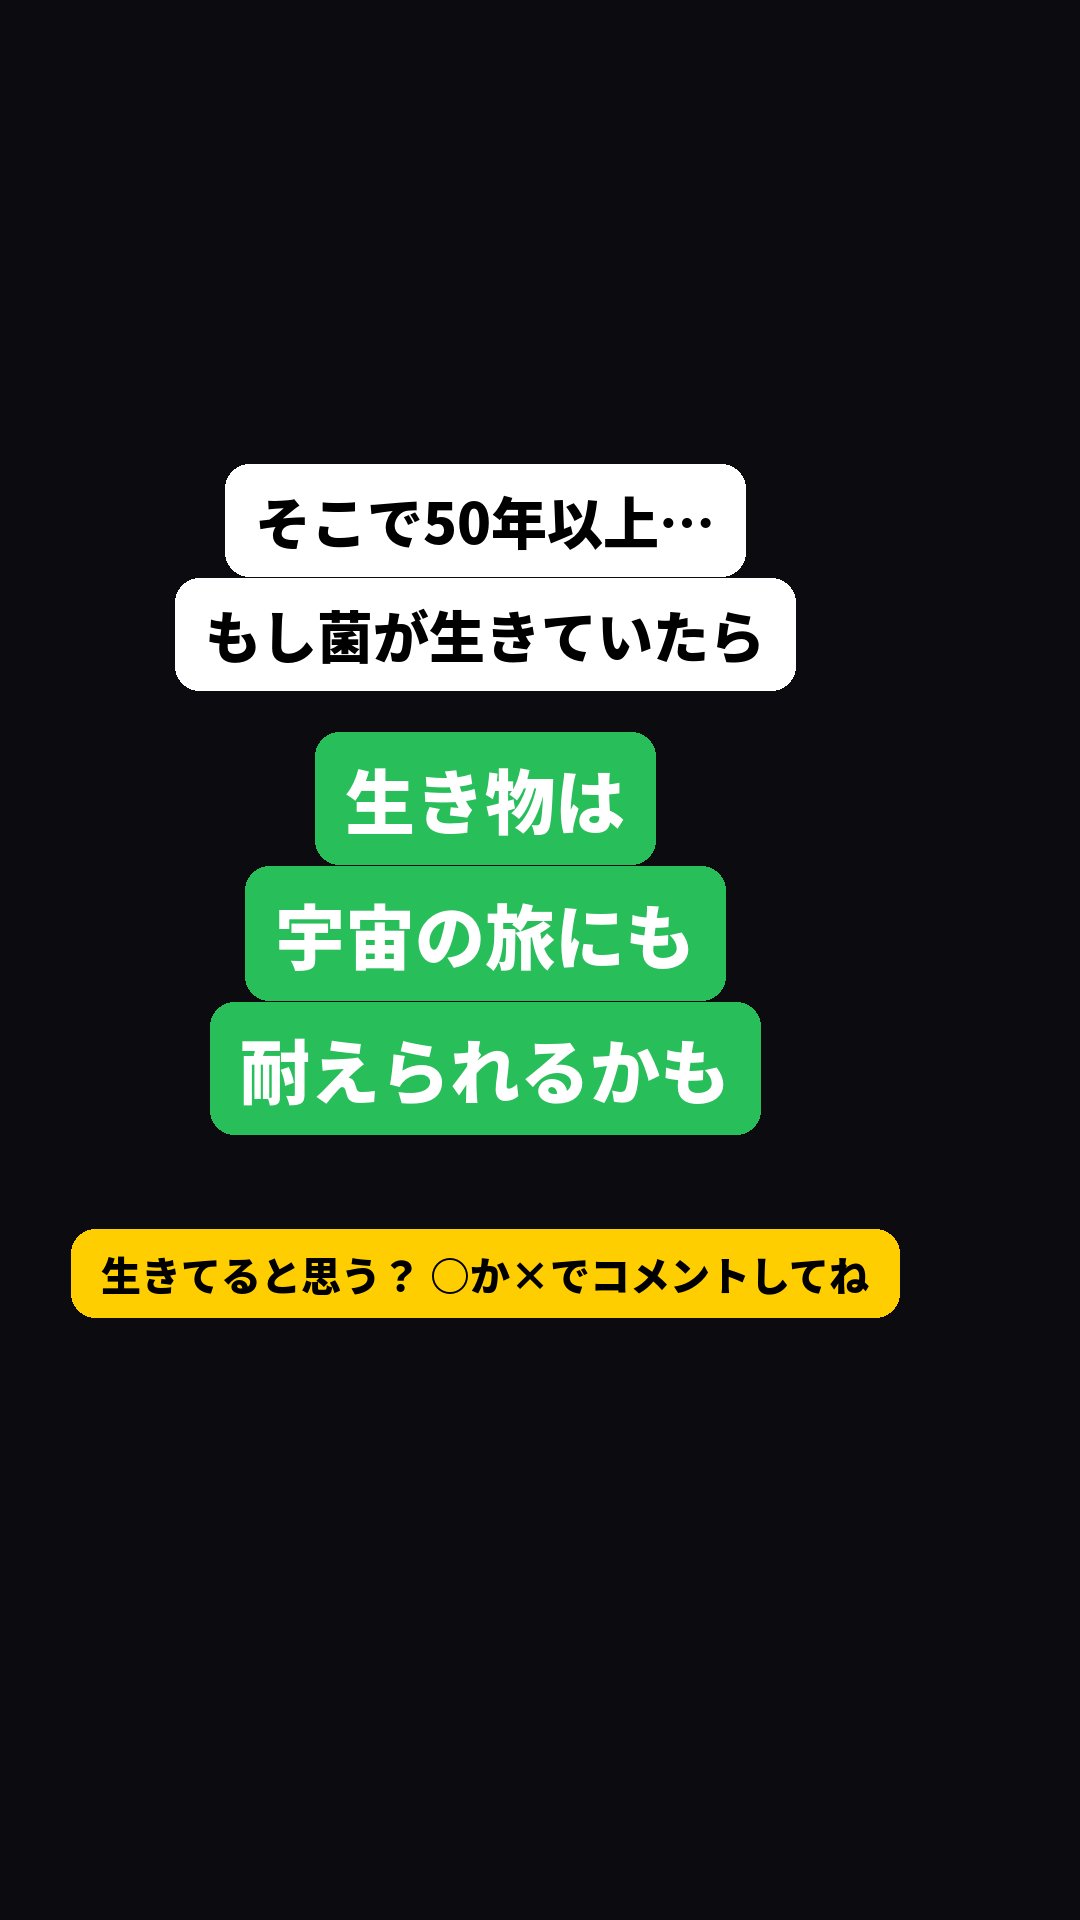 そこで50年以上…
もし菌が生きていたら
生き物は
宇宙の旅にも
耐えられるかも
生きてると思う？ ○か×でコメントしてね